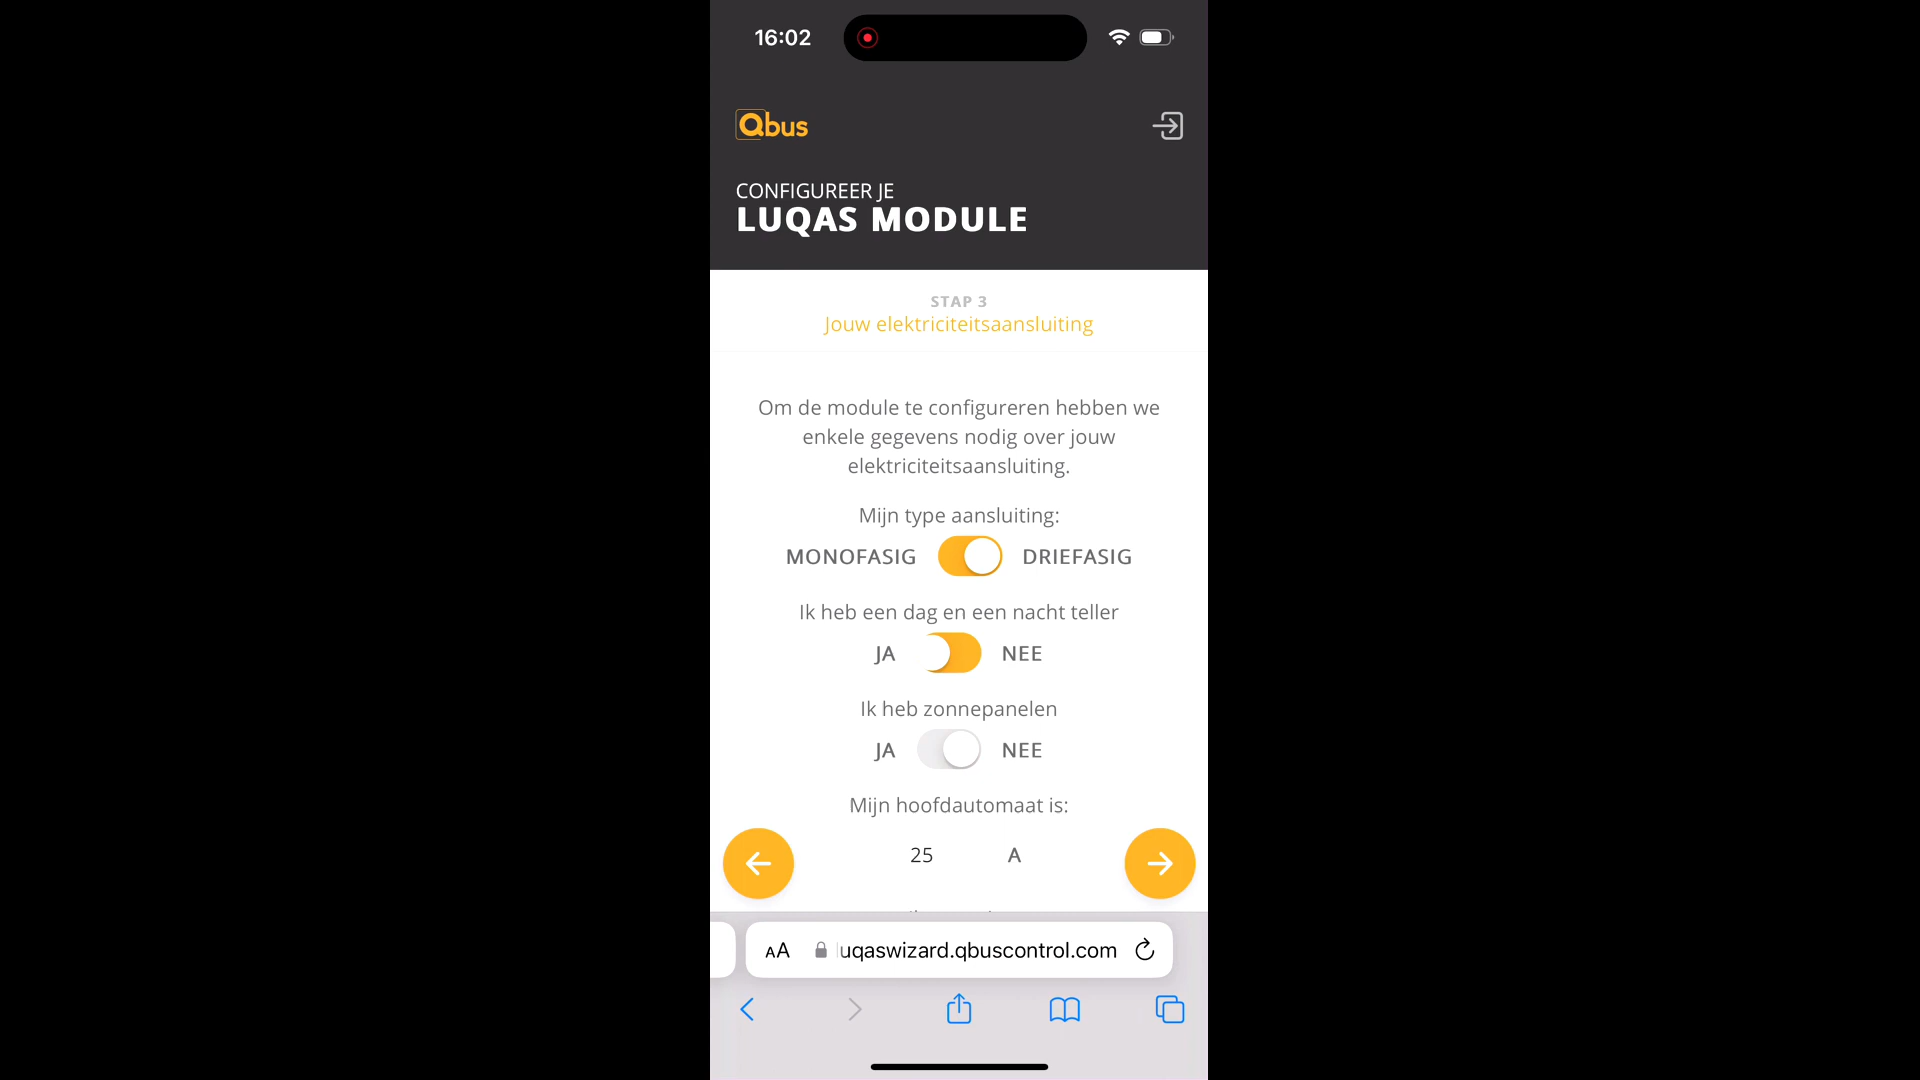 16:02
Qbus
CONFIGUREER JE
LUQAS MODULE
STAP 3
Jouw elektriciteitsaansluiting
Om de module te configureren hebben we
enkele gegevens nodig over jouw
elektriciteitsaansluiting.
Mijn type aansluiting:
MONOFASIG DRIEFASIG
Ik heb een dag en een nacht teller
JA NEE
Ik heb zonnepanelen
JA NEE
Mijn hoofdautomaat is:
25 A
AA luqaswizard.qbuscontrol.com